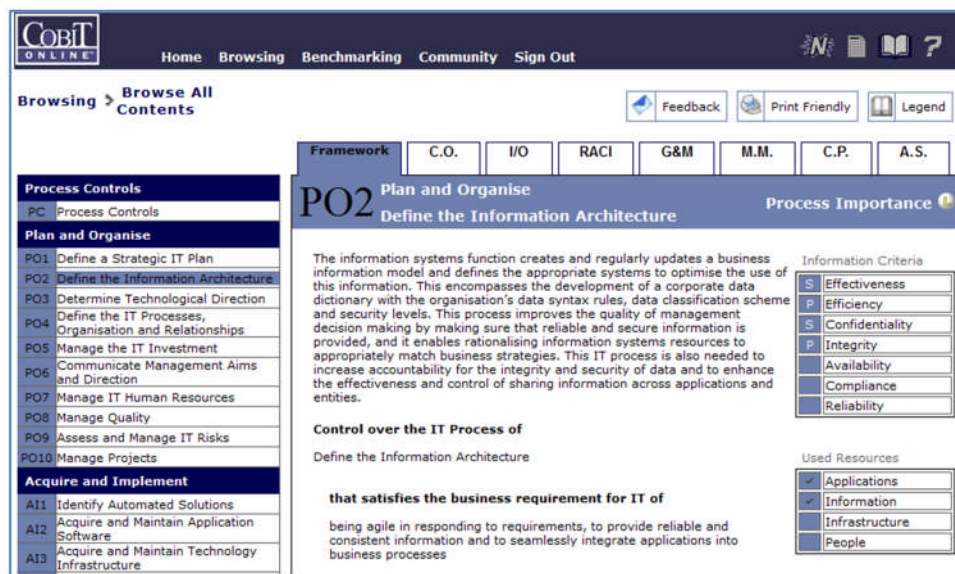 COBIT
ONLINE
Home Browsing Benchmarking Community Sign Out
N ?
Browsing > Browse All
Contents
Feedback Print Friendly Legend
Framework C.O. I/O RACI G&M M.M. C.P. A.S.
Process Controls
PC Process Controls
Plan and Organise
PO1 Define a Strategic IT Plan
PO2 Define the Information Architecture
PO3 Determine Technological Direction
PO4 Define the IT Processes,
Organisation and Relationships
PO5 Manage the IT Investment
PO6 Communicate Management Aims
and Direction
PO7 Manage IT Human Resources
PO8 Manage Quality
PO9 Assess and Manage IT Risks
PO10 Manage Projects
Acquire and Implement
AI1 Identify Automated Solutions
AI2 Acquire and Maintain Application
Software
AI3 Acquire and Maintain Technology
Infrastructure
PO2 Plan and Organise
Define the Information Architecture
Process Importance
The information systems function creates and regularly updates a business
information model and defines the appropriate systems to optimise the use of
this information. This encompasses the development of a corporate data
dictionary with the organisation's data syntax rules, data classification scheme
and security levels. This process improves the quality of management
decision making by making sure that reliable and secure information is
provided, and it enables rationalising information systems resources to
appropriately match business strategies. This IT process is also needed to
increase accountability for the integrity and security of data and to enhance
the effectiveness and control of sharing information across applications and
entities.
Control over the IT Process of
Define the Information Architecture
that satisfies the business requirement for IT of
being agile in responding to requirements, to provide reliable and
consistent information and to seamlessly integrate applications into
business processes
Information Criteria
S Effectiveness
P Efficiency
S Confidentiality
P Integrity
Availability
Compliance
Reliability
Used Resources
✓ Applications
✓ Information
Infrastructure
People